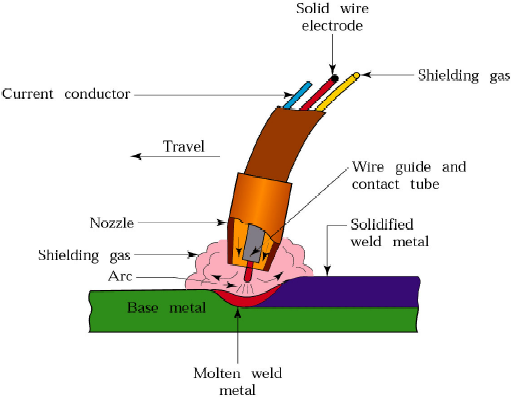 Solid wire
electrode
Shielding gas
Current conductor
Travel
Wire guide and
contact tube
Nozzle
Solidified
weld metal
Shielding gas
Arc
Base metal
Molten weld
metal